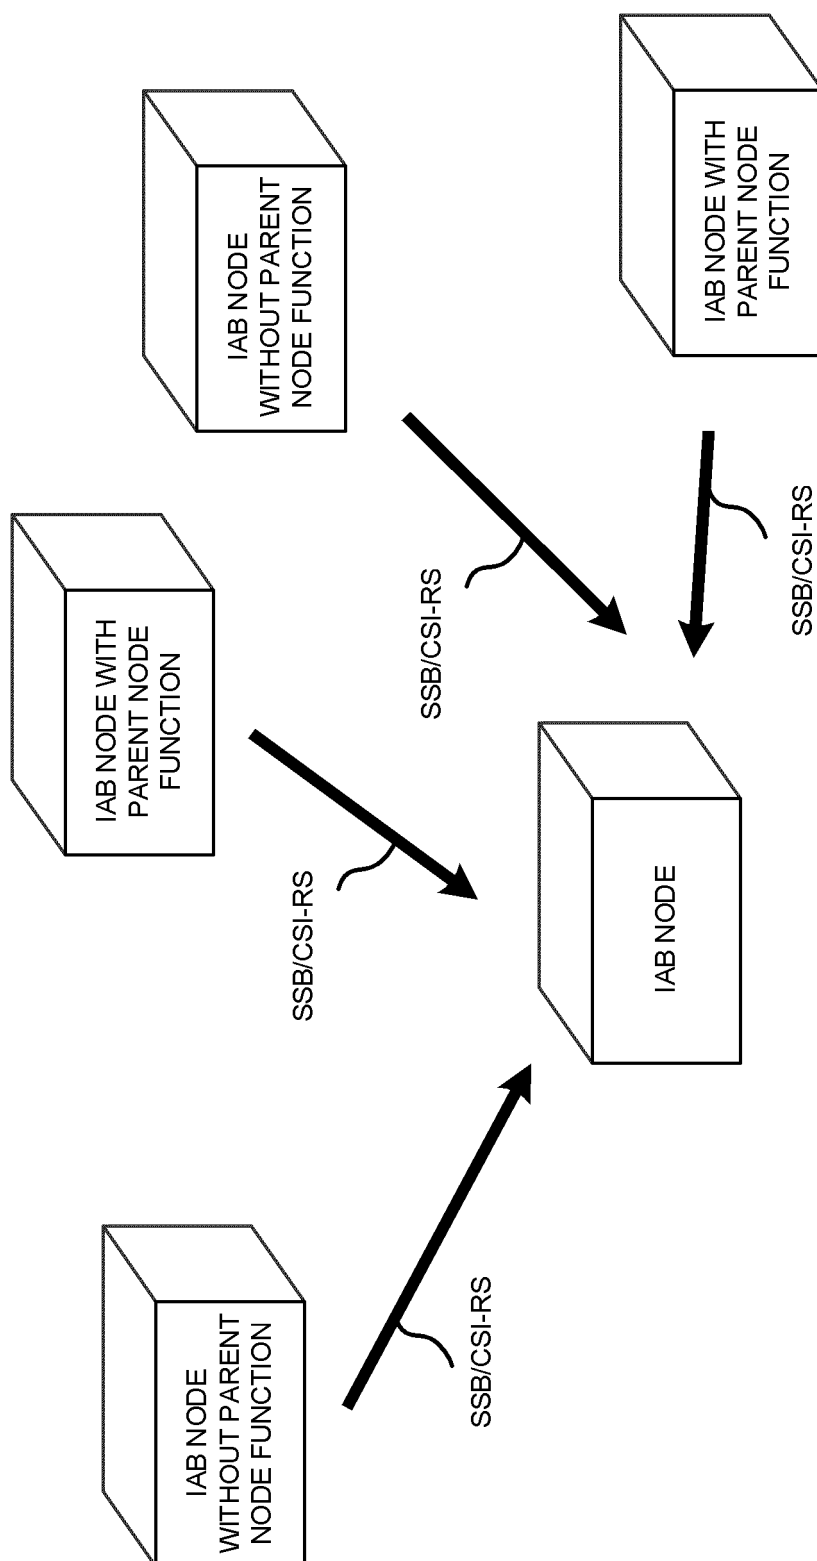 IAB NODE
WITHOUT PARENT
NODE FUNCTION
IAB NODE WITH
PARENT NODE
FUNCTION
IAB NODE
WITHOUT PARENT
NODE FUNCTION
SSB/CSI-RS
SSB/CSI-RS
SSB/CSI-RS
IAB NODE
IAB NODE WITH
PARENT NODE
FUNCTION
SSB/CSI-RS